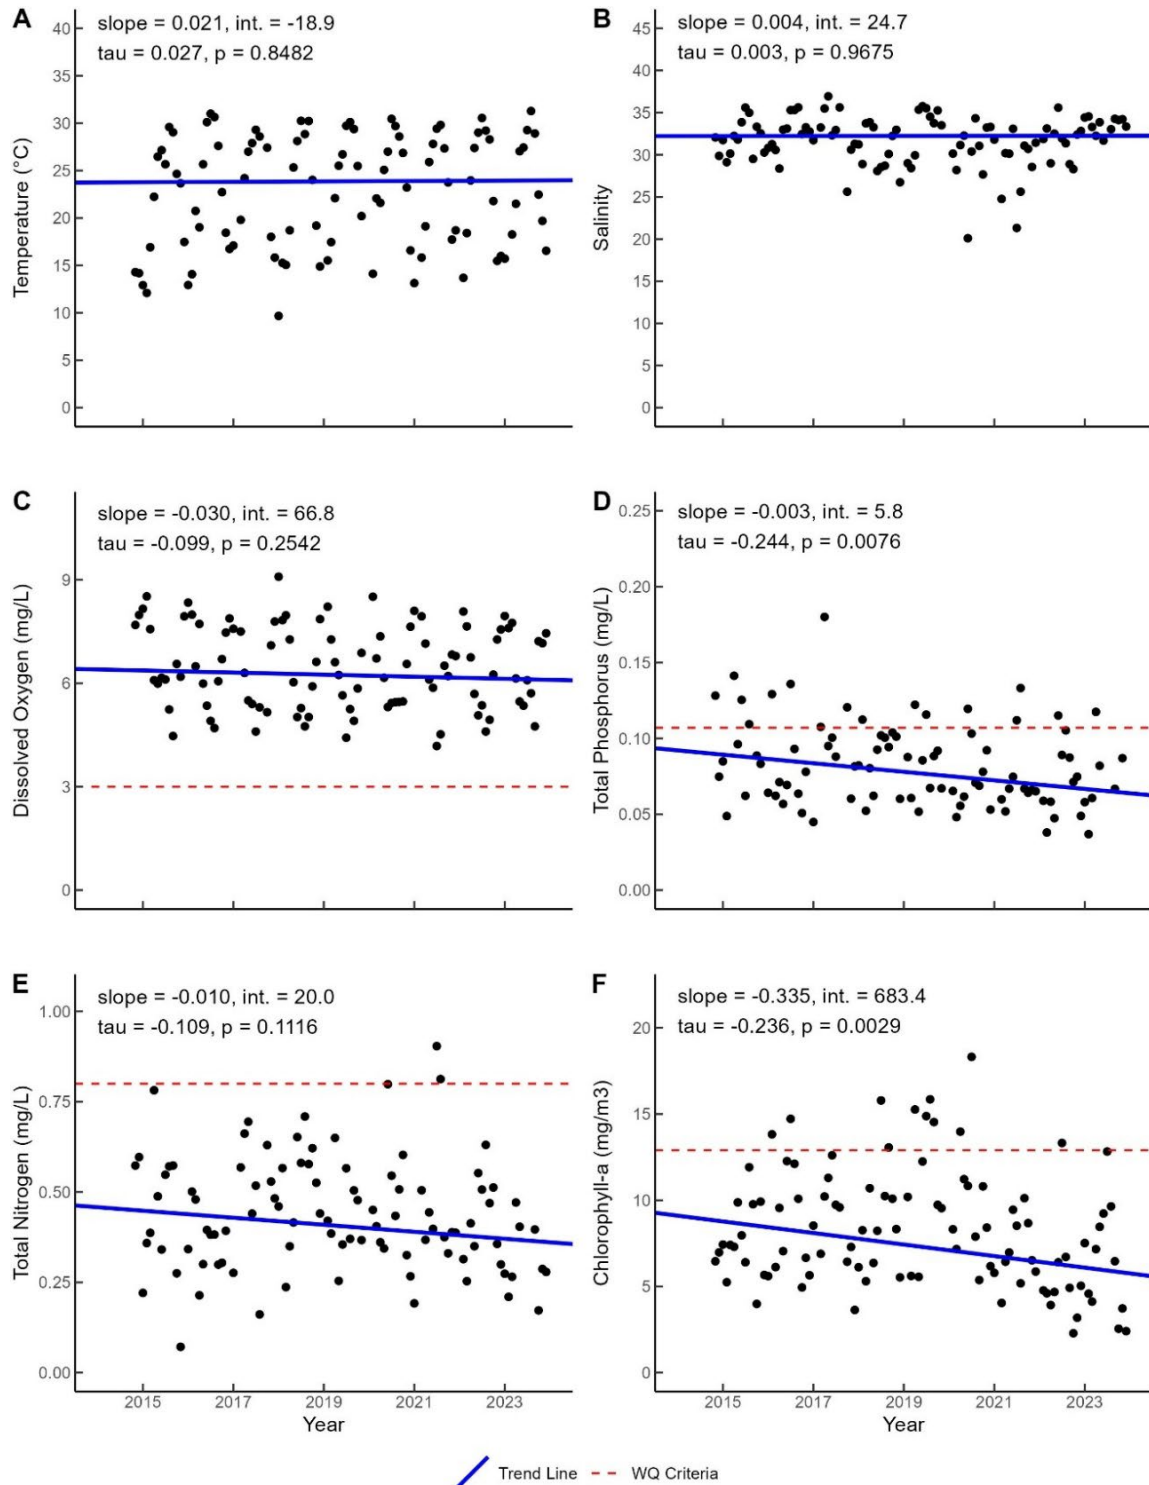 A
slope = 0.021, int. = -18.9
tau = 0.027, p = 0.8482
40
35
30
25
20
15
10
5
0
Temperature (°C)
B
slope = 0.004, int. = 24.7
tau = 0.003, p = 0.9675
45
40
35
30
25
20
15
10
5
0
Salinity
C
slope = -0.030, int. = 66.8
tau = -0.099, p = 0.2542
9
6
3
0
Dissolved Oxygen (mg/L)
D
slope = -0.003, int. = 5.8
tau = -0.244, p = 0.0076
0.25
0.20
0.15
0.10
0.05
0.00
Total Phosphorus (mg/L)
E
slope = -0.010, int. = 20.0
tau = -0.109, p = 0.1116
1.00
0.75
0.50
0.25
0.00
Total Nitrogen (mg/L)
2015 2017 2019 2021 2023
Year
F
slope = -0.335, int. = 683.4
tau = -0.236, p = 0.0029
20
15
10
5
0
Chlorophyll-a (mg/m3)
2015 2017 2019 2021 2023
Year
Trend Line WQ Criteria